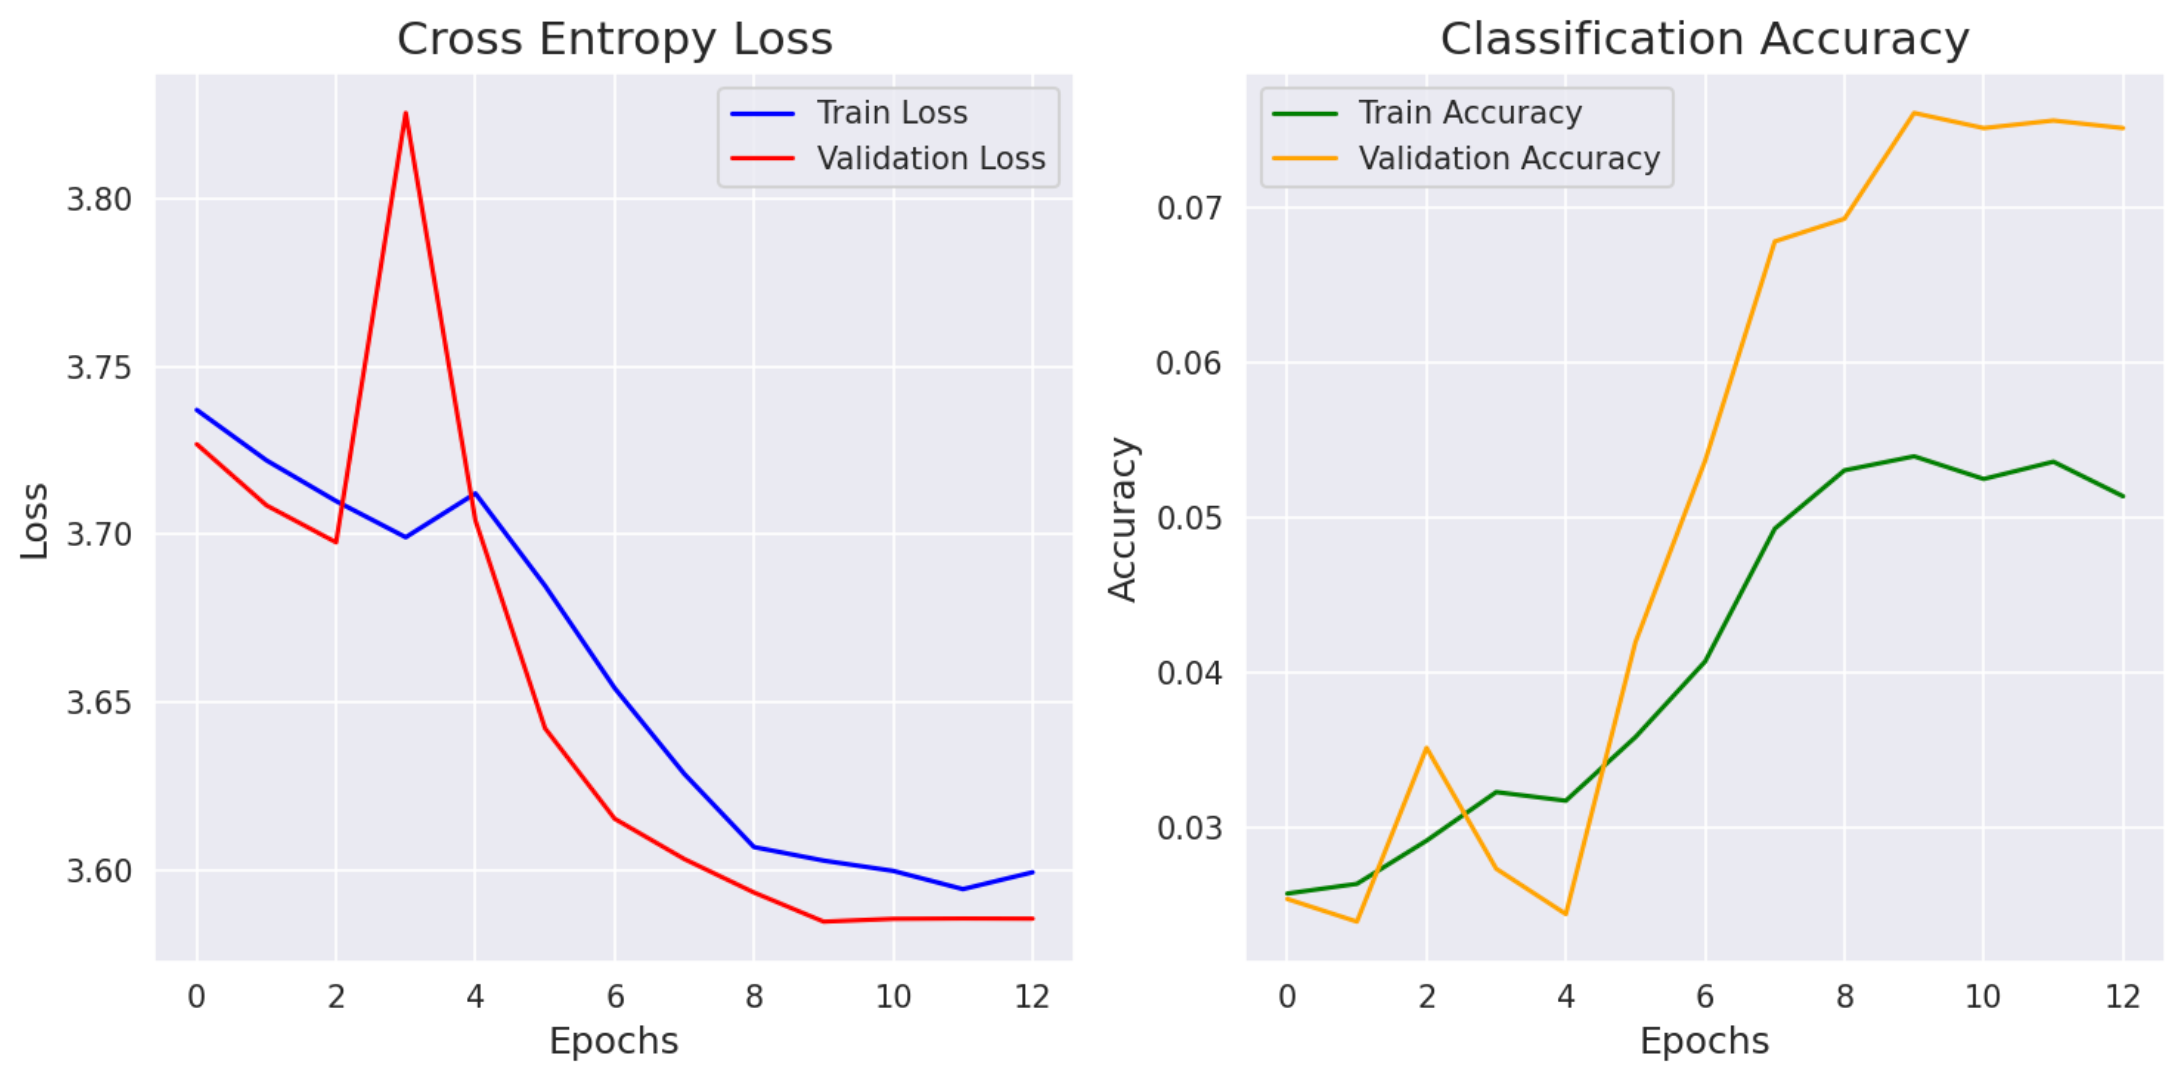 Cross Entropy Loss
Train Loss
Validation Loss
3.80
3.75
3.70
3.65
3.60
Loss
0 2 4 6 8 10 12
Epochs
Classification Accuracy
Train Accuracy
Validation Accuracy
0.07
0.06
0.05
0.04
0.03
Accuracy
0 2 4 6 8 10 12
Epochs